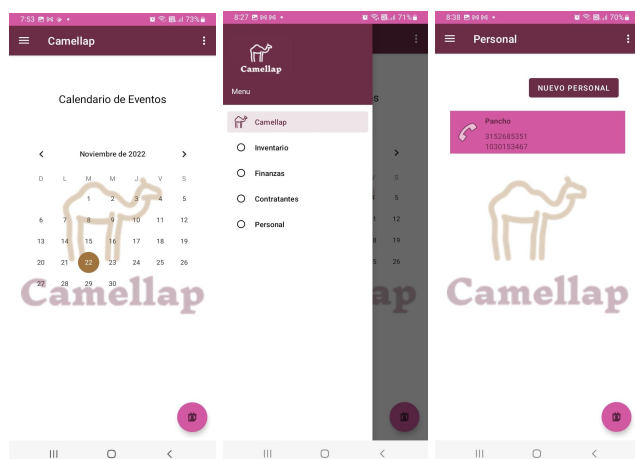 7:53
73%
Camellap
Calendario de Eventos
Noviembre de 2022
D L M M J V S
1 2 3 4 5
6 7 8 9 10 11 12
13 14 15 16 17 18 19
20 21 22 23 24 25 26
27 28 29 30
Camellap
8:27
71%
Camellap
Menu
Camellap
Inventario
Finanzas
Contratantes
Personal
S
S
5
12
19
26
ap
8:38
70%
Personal
NUEVO PERSONAL
Pancho
3152685351
1030153467
Camellap